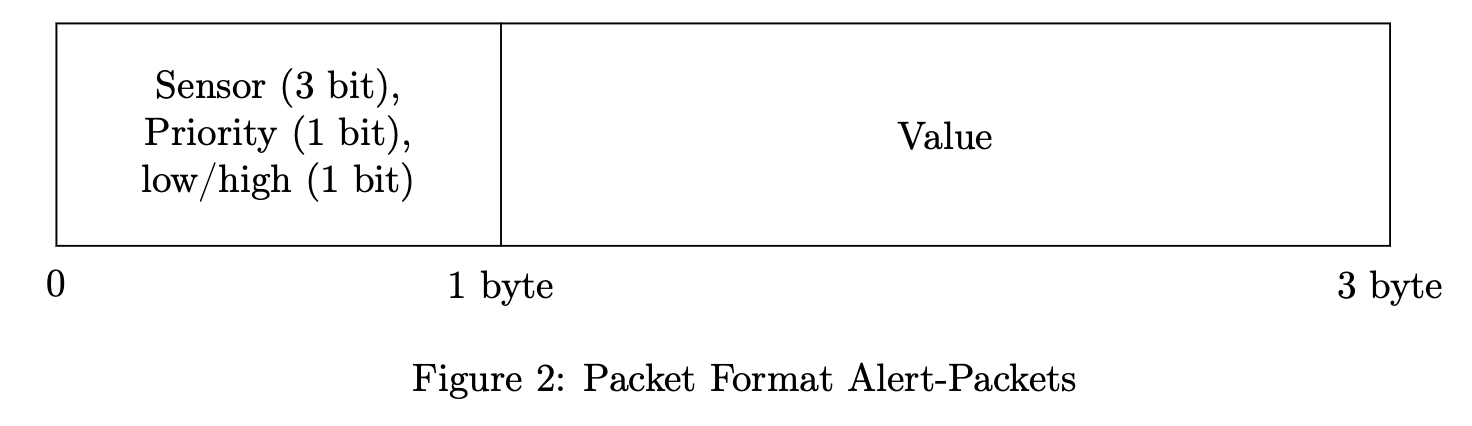 Sensor (3 bit),
Priority (1 bit),
low/high (1 bit)
Value
0
1 byte
3 byte
Figure 2: Packet Format Alert-Packets